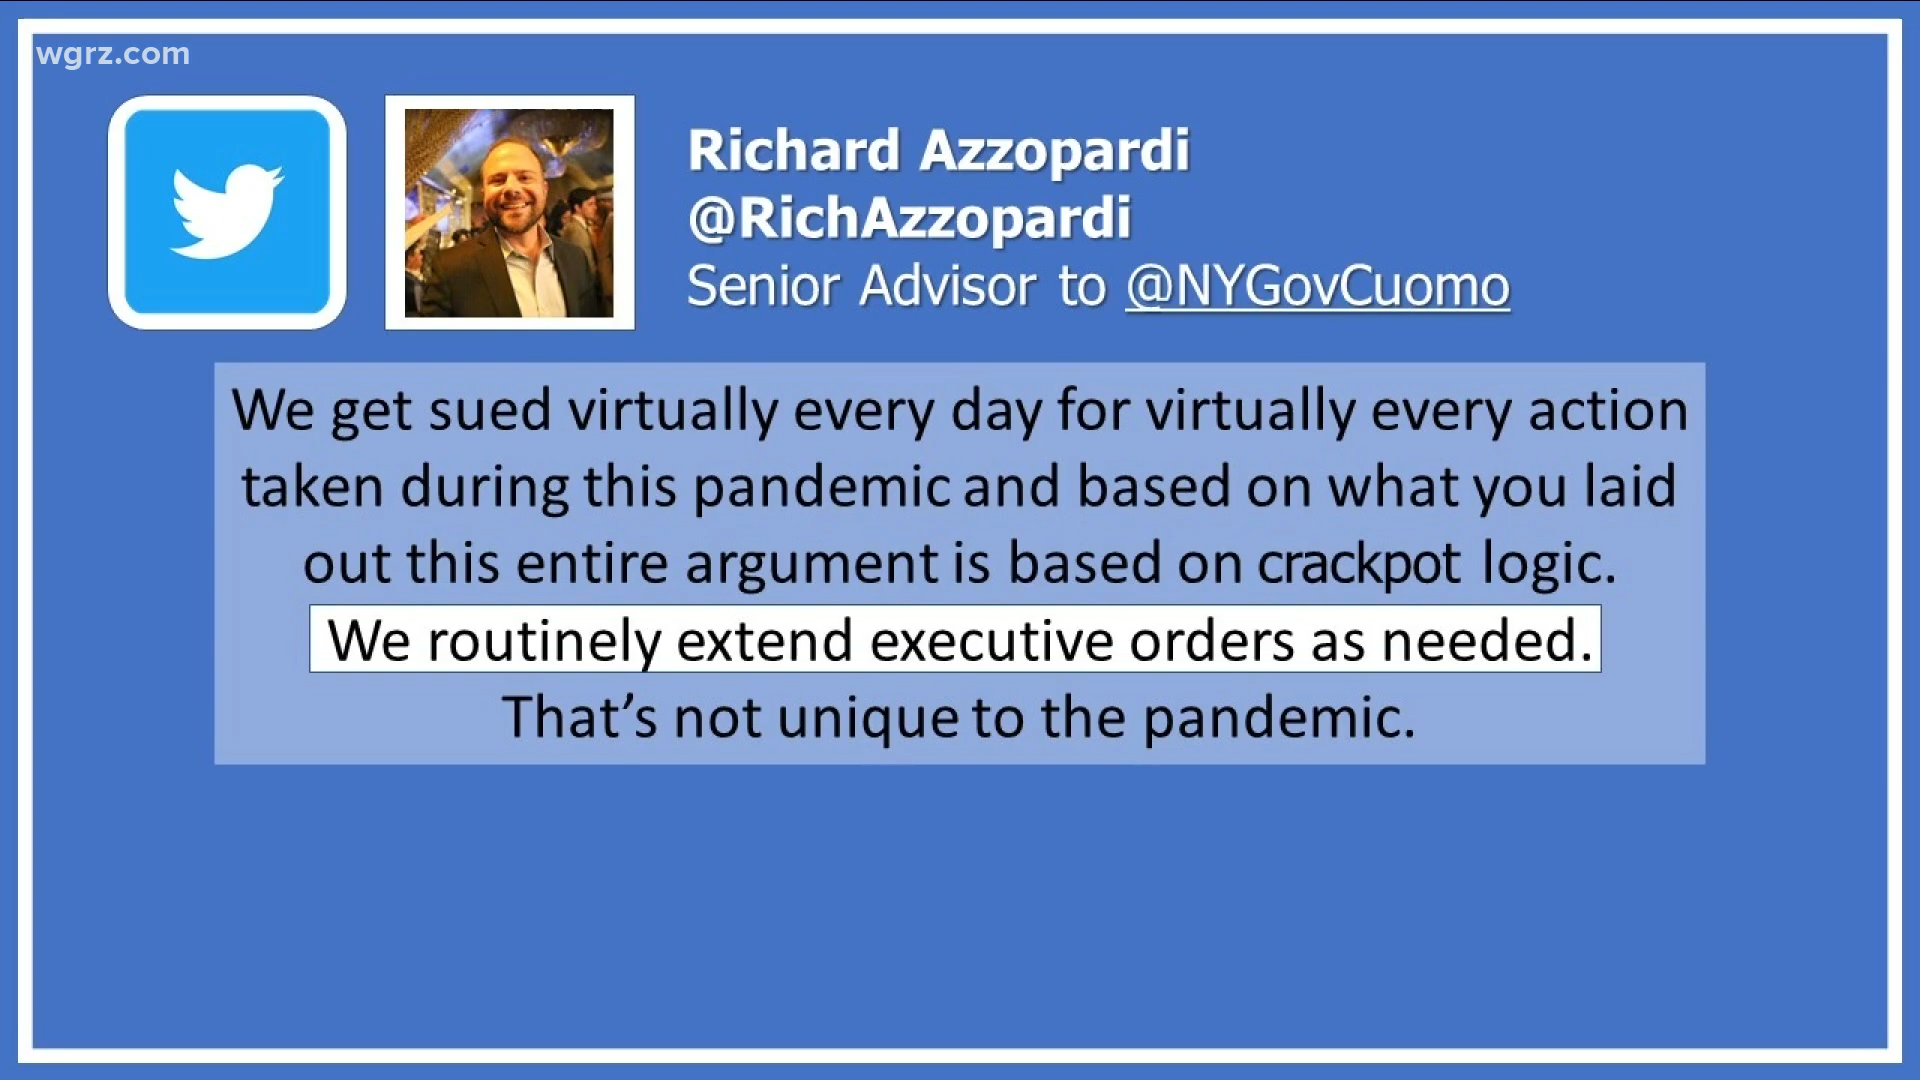 wgrz.com
Richard Azzopardi
@RichAzzopardi
Senior Advisor to @NYGovCuomo
We get sued virtually every day for virtually every action
taken during this pandemic and based on what you laid
out this entire argument is based on crackpot logic.
We routinely extend executive orders as needed.
That’s not unique to the pandemic.